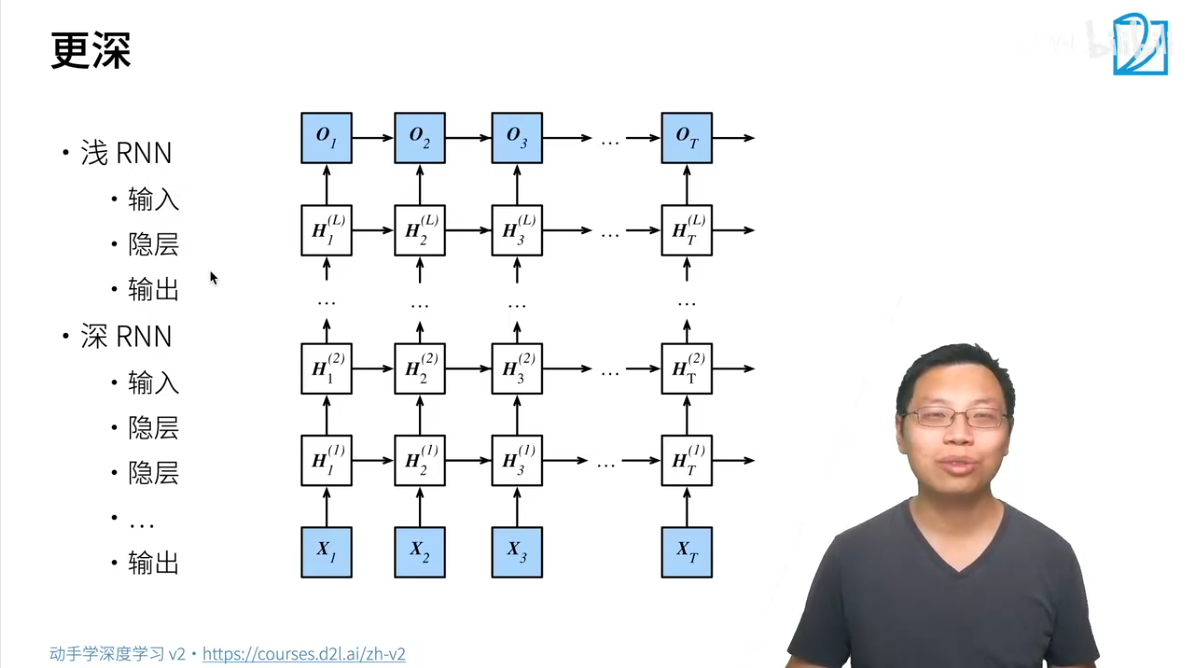 更深
• 浅 RNN
• 输入
• 隐层
• 输出
• 深 RNN
• 输入
• 隐层
• 隐层
• …
• 输出
O_1 O_2 O_3 … O_T
H_1^(L) H_2^(L) H_3^(L) … H_T^(L)
… … … …
H_1^(2) H_2^(2) H_3^(2) … H_T^(2)
H_1^(1) H_2^(1) H_3^(1) … H_T^(1)
X_1 X_2 X_3 X_T
动手学深度学习 v2 • https://courses.d2l.ai/zh-v2